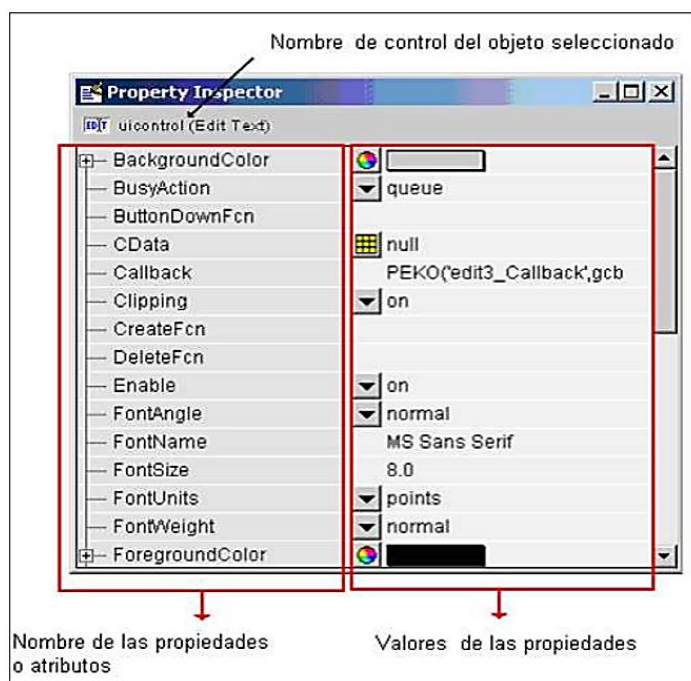 Nombre de control del objeto seleccionado
Property Inspector
EDIT uicontrol (Edit Text)
BackgroundColor
BusyAction queue
ButtonDownFcn
CData null
Callback PEKO('edit3_Callback',gcb
Clipping on
CreateFcn
DeleteFcn
Enable on
FontAngle normal
FontName MS Sans Serif
FontSize 8.0
FontUnits points
FontWeight normal
ForegroundColor
Nombre de las propiedades
o atributos
Valores de las propiedades